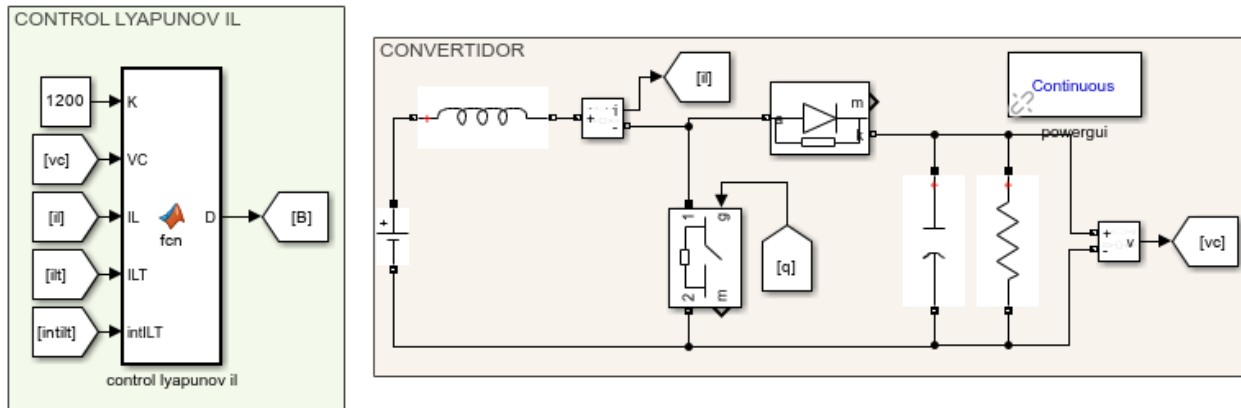 CONTROL LYAPUNOV IL
1200
K
[vc]
VC
[il]
IL
fcn
D
[B]
[ilt]
ILT
[intilt]
intILT
control lyapunov il
CONVERTIDOR
[il]
+
i
-
a
m
k
Continuous
powergui
+
1
g
2
m
[q]
+
-
v
[vc]